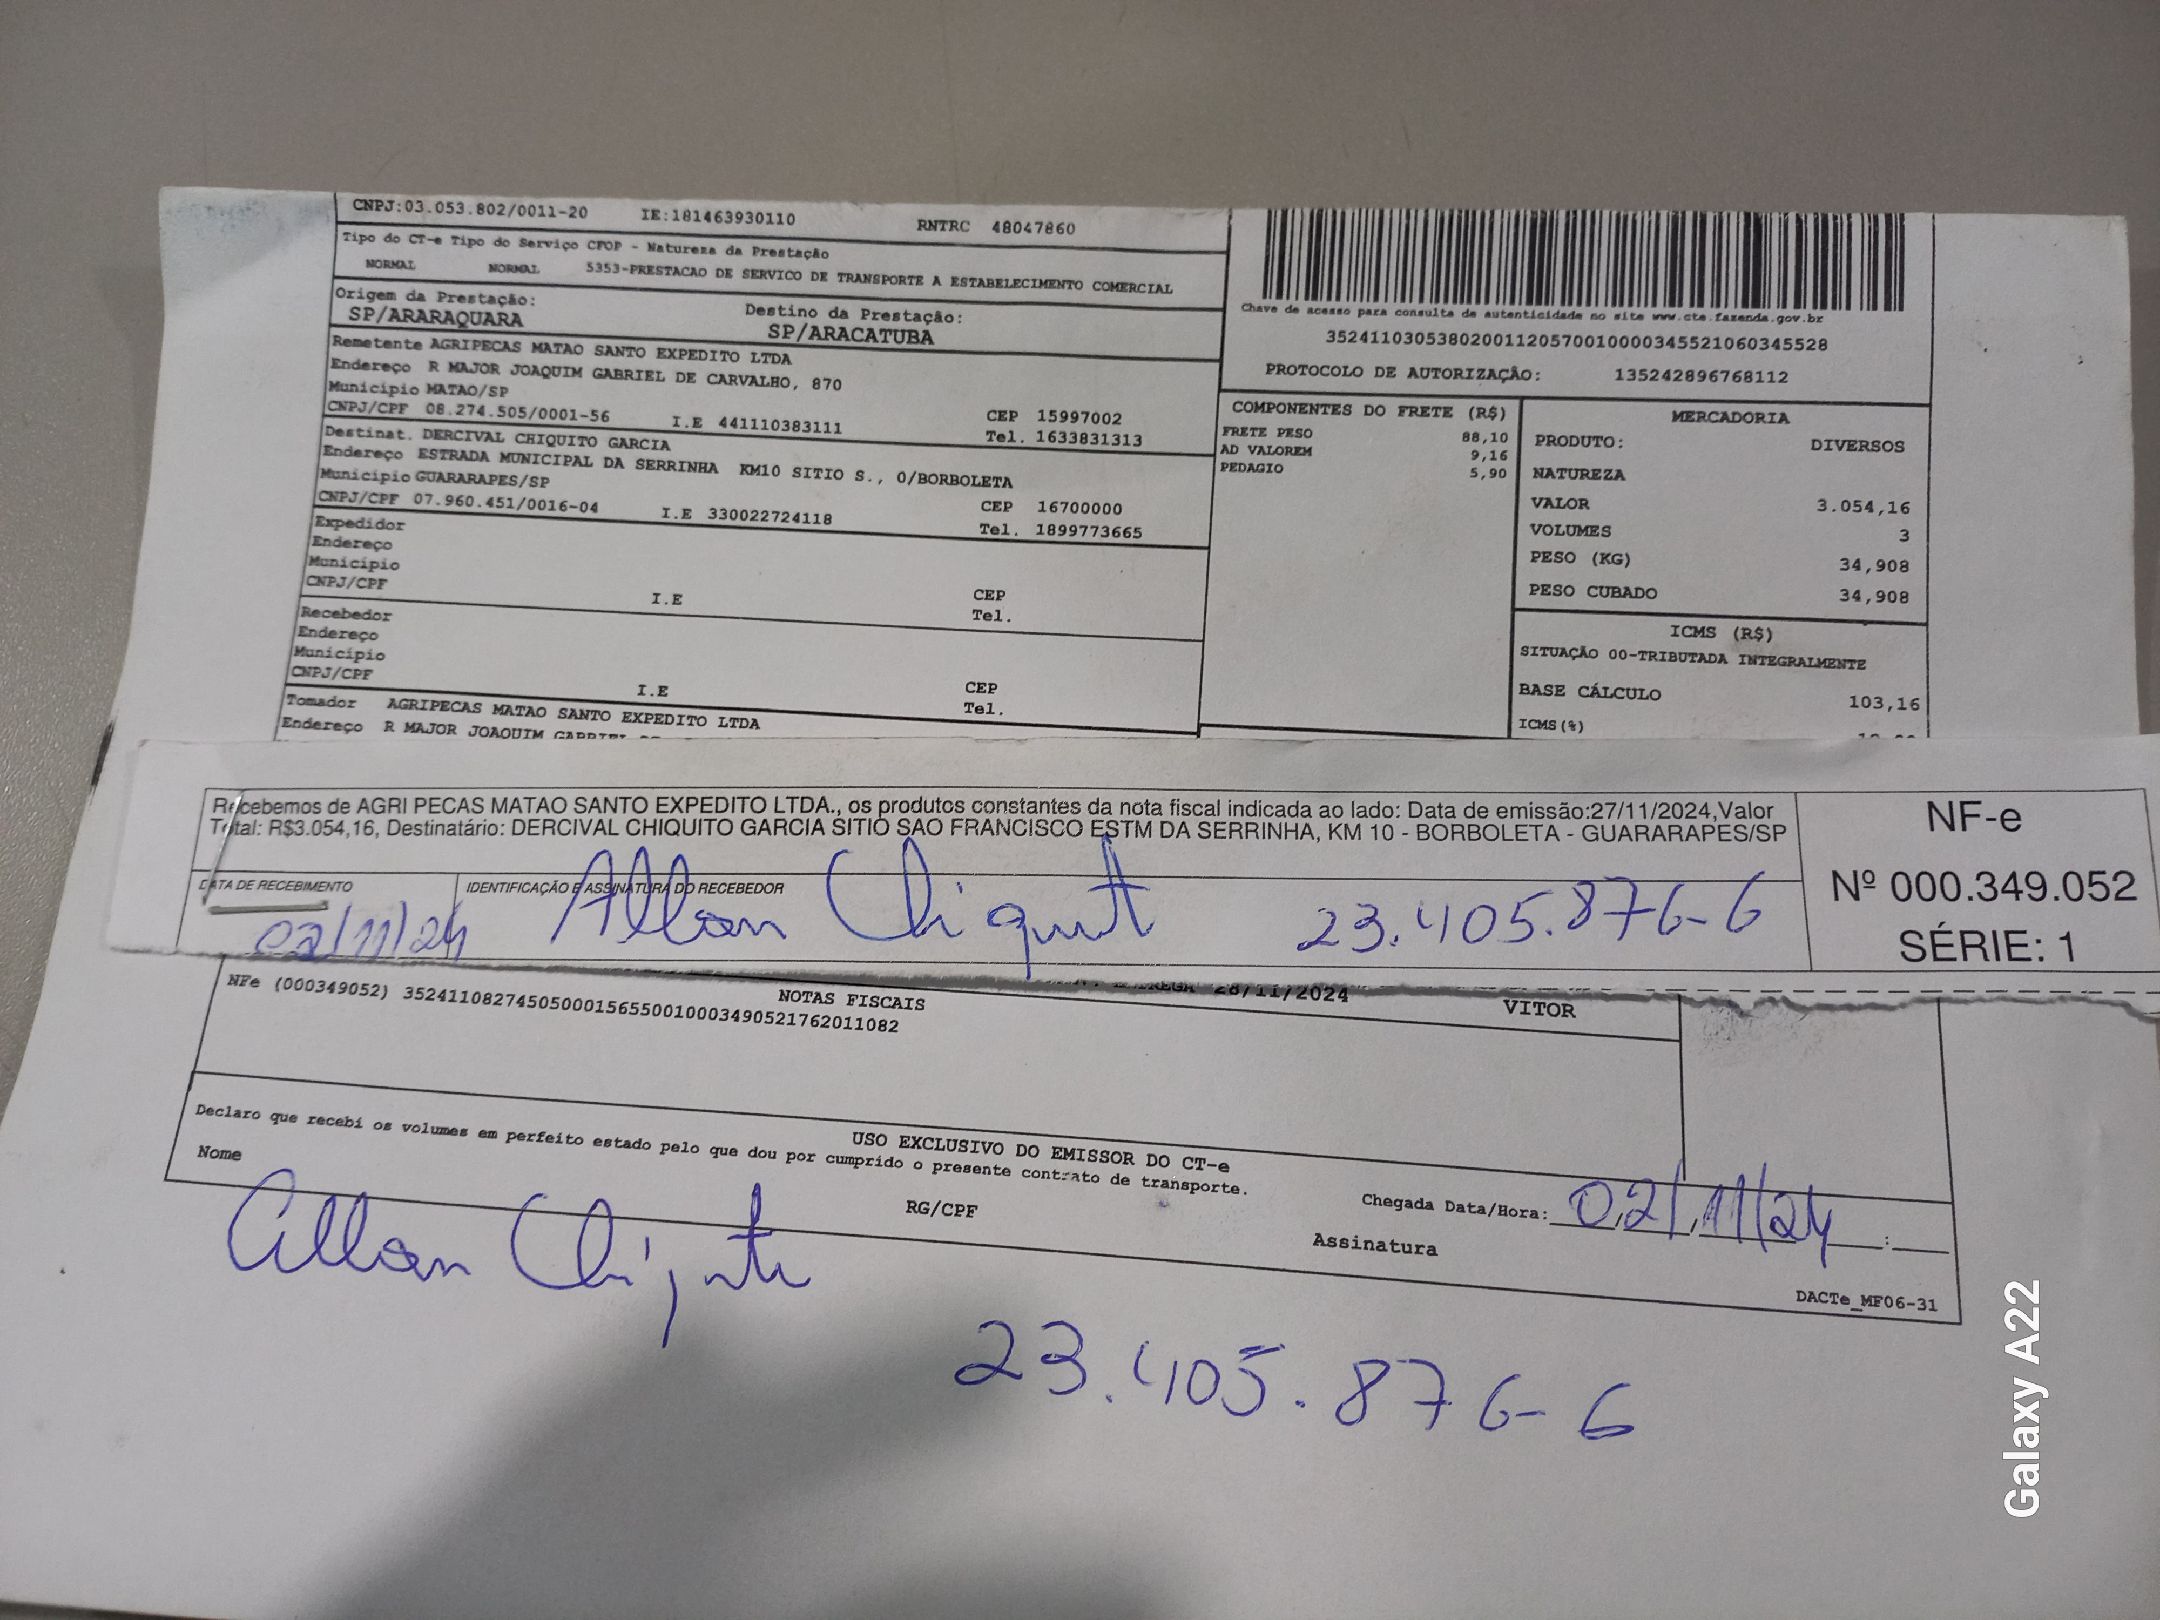 CNPJ:03.053.802/0011-20 IE:181463930110 RNTRC 48047860
Tipo do CT-e Tipo do Serviço CFOP - Natureza da Prestação
NORMAL NORMAL 5353-PRESTACAO DE SERVICO DE TRANSPORTE A ESTABELECIMENTO COMERCIAL
Origem da Prestação: Destino da Prestação:
SP/ARARAQUARA SP/ARACATUBA
Remetente AGRIPECAS MATAO SANTO EXPEDITO LTDA
Endereço R MAJOR JOAQUIM GABRIEL DE CARVALHO, 870
Município MATAO/SP CEP 15997002
CNPJ/CPF 08.274.505/0001-56 I.E 441110383111 Tel. 1633831313
Destinat. DERCIVAL CHIQUITO GARCIA
Endereço ESTRADA MUNICIPAL DA SERRINHA KM10 SITIO S., 0/BORBOLETA
Município GUARARAPES/SP CEP 16700000
CNPJ/CPF 07.960.451/0016-04 I.E 330022724118 Tel. 1899773665
Expedidor
Endereço
Município CEP
CNPJ/CPF I.E Tel.
Recebedor
Endereço
Município CEP
CNPJ/CPF I.E Tel.
Tomador AGRIPECAS MATAO SANTO EXPEDITO LTDA
Endereço R MAJOR JOAQUIM GABRIEL
Chave de acesso para consulta de autenticidade no site www.cte.fazenda.gov.br
35241103053802001120570010000345521060345528
PROTOCOLO DE AUTORIZAÇÃO: 135242896768112
COMPONENTES DO FRETE (R$)
FRETE PESO 88,10
AD VALOREM 9,16
PEDAGIO 5,90
MERCADORIA
PRODUTO: DIVERSOS
NATUREZA
VALOR 3.054,16
VOLUMES 3
PESO (KG) 34,908
PESO CUBADO 34,908
ICMS (R$)
SITUAÇÃO 00-TRIBUTADA INTEGRALMENTE
BASE CÁLCULO 103,16
ICMS(%)
Recebemos de AGRI PECAS MATAO SANTO EXPEDITO LTDA., os produtos constantes da nota fiscal indicada ao lado: Data de emissão:27/11/2024,Valor
Total: R$3.054,16, Destinatário: DERCIVAL CHIQUITO GARCIA SITIO SAO FRANCISCO ESTM DA SERRINHA, KM 10 - BORBOLETA - GUARARAPES/SP
DATA DE RECEBIMENTO IDENTIFICAÇÃO E ASSINATURA DO RECEBEDOR
02/11/24 Allan Chiquit 23.405.876-6
NF-e
Nº 000.349.052
SÉRIE: 1
28/11/2024 VITOR
NOTAS FISCAIS
NFe (000349052) 35241108274505000156550010003490521762011082
USO EXCLUSIVO DO EMISSOR DO CT-e
Declaro que recebi os volumes em perfeito estado pelo que dou por cumprido o presente contrato de transporte.
Nome RG/CPF Chegada Data/Hora: 02/11/24 :
Assinatura
Allan Chiquito
DACTe_MF06-31
23.405.876-6
Galaxy A22